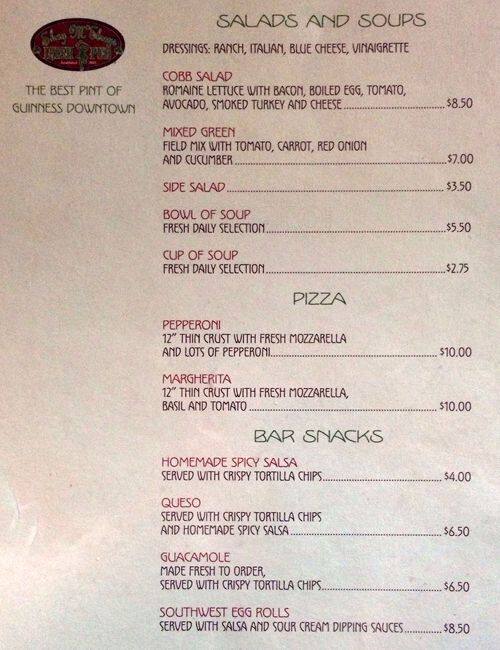 THE BEST PINT OF
GUINNESS DOWNTOWN
SALADS AND SOUPS
DRESSINGS: RANCH, ITALIAN, BLUE CHEESE, VINAIGRETTE
COBB SALAD
ROMAINE LETTUCE WITH BACON, BOILED EGG, TOMATO,
AVOCADO, SMOKED TURKEY AND CHEESE $8.50
MIXED GREEN
FIELD MIX WITH TOMATO, CARROT, RED ONION
AND CUCUMBER $7.00
SIDE SALAD $3.50
BOWL OF SOUP
FRESH DAILY SELECTION $5.50
CUP OF SOUP
FRESH DAILY SELECTION $2.75
PIZZA
PEPPERONI
12" THIN CRUST WITH FRESH MOZZARELLA
AND LOTS OF PEPPERONI $10.00
MARGHERITA
12" THIN CRUST WITH FRESH MOZZARELLA,
BASIL AND TOMATO $10.00
BAR SNACKS
HOMEMADE SPICY SALSA
SERVED WITH CRISPY TORTILLA CHIPS $4.00
QUESO
SERVED WITH CRISPY TORTILLA CHIPS
AND HOMEMADE SPICY SALSA $6.50
GUACAMOLE
MADE FRESH TO ORDER,
SERVED WITH CRISPY TORTILLA CHIPS $6.50
SOUTHWEST EGG ROLLS
SERVED WITH SALSA AND SOUR CREAM DIPPING SAUCES $8.50